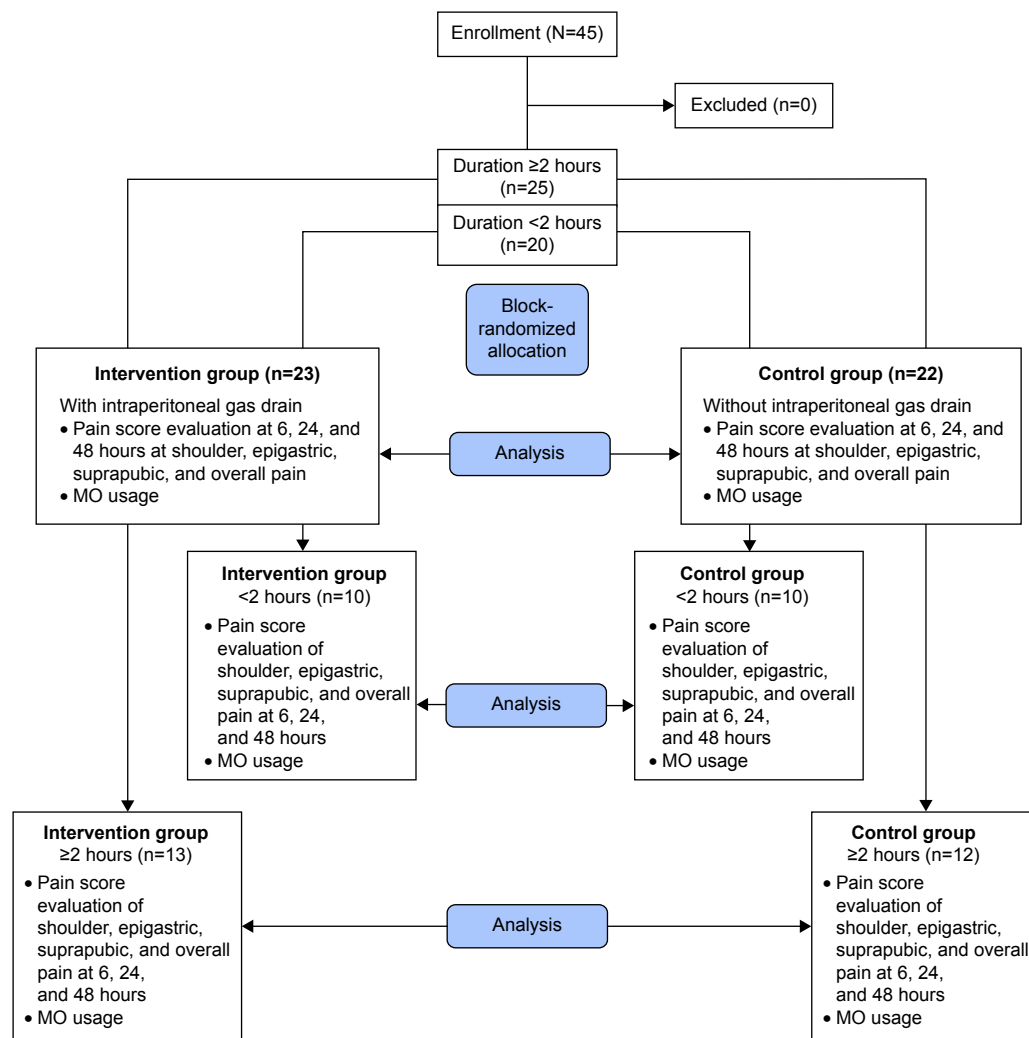 Enrollment (N=45)
Excluded (n=0)
Duration ≥2 hours
(n=25)
Duration <2 hours
(n=20)
Block-
randomized
allocation
Intervention group (n=23)
With intraperitoneal gas drain
• Pain score evaluation at 6, 24, and
48 hours at shoulder, epigastric,
suprapubic, and overall pain
• MO usage
Analysis
Control group (n=22)
Without intraperitoneal gas drain
• Pain score evaluation at 6, 24, and
48 hours at shoulder, epigastric,
suprapubic, and overall pain
• MO usage
Intervention group
<2 hours (n=10)
• Pain score
evaluation of
shoulder, epigastric,
suprapubic, and overall
pain at 6, 24,
and 48 hours
• MO usage
Analysis
Control group
<2 hours (n=10)
• Pain score
evaluation of
shoulder, epigastric,
suprapubic, and overall
pain at 6, 24,
and 48 hours
• MO usage
Intervention group
≥2 hours (n=13)
• Pain score
evaluation of
shoulder, epigastric,
suprapubic, and overall
pain at 6, 24,
and 48 hours
• MO usage
Analysis
Control group
≥2 hours (n=12)
• Pain score
evaluation of
shoulder, epigastric,
suprapubic, and overall
pain at 6, 24,
and 48 hours
• MO usage